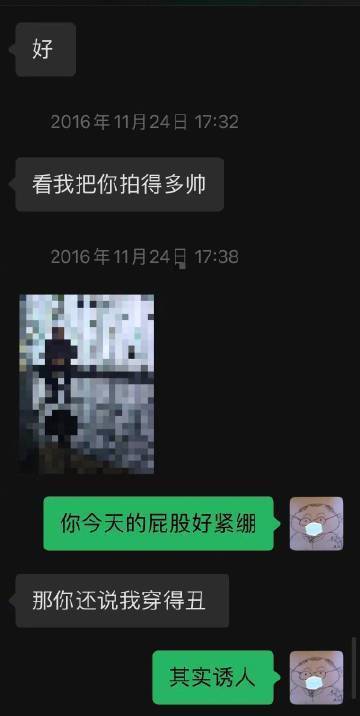 好
2016年11月24日 17:32
看我把你拍得多帅
2016年11月24日 17:38
你今天的屁股好紧绷
那你还说我穿得丑
其实诱人